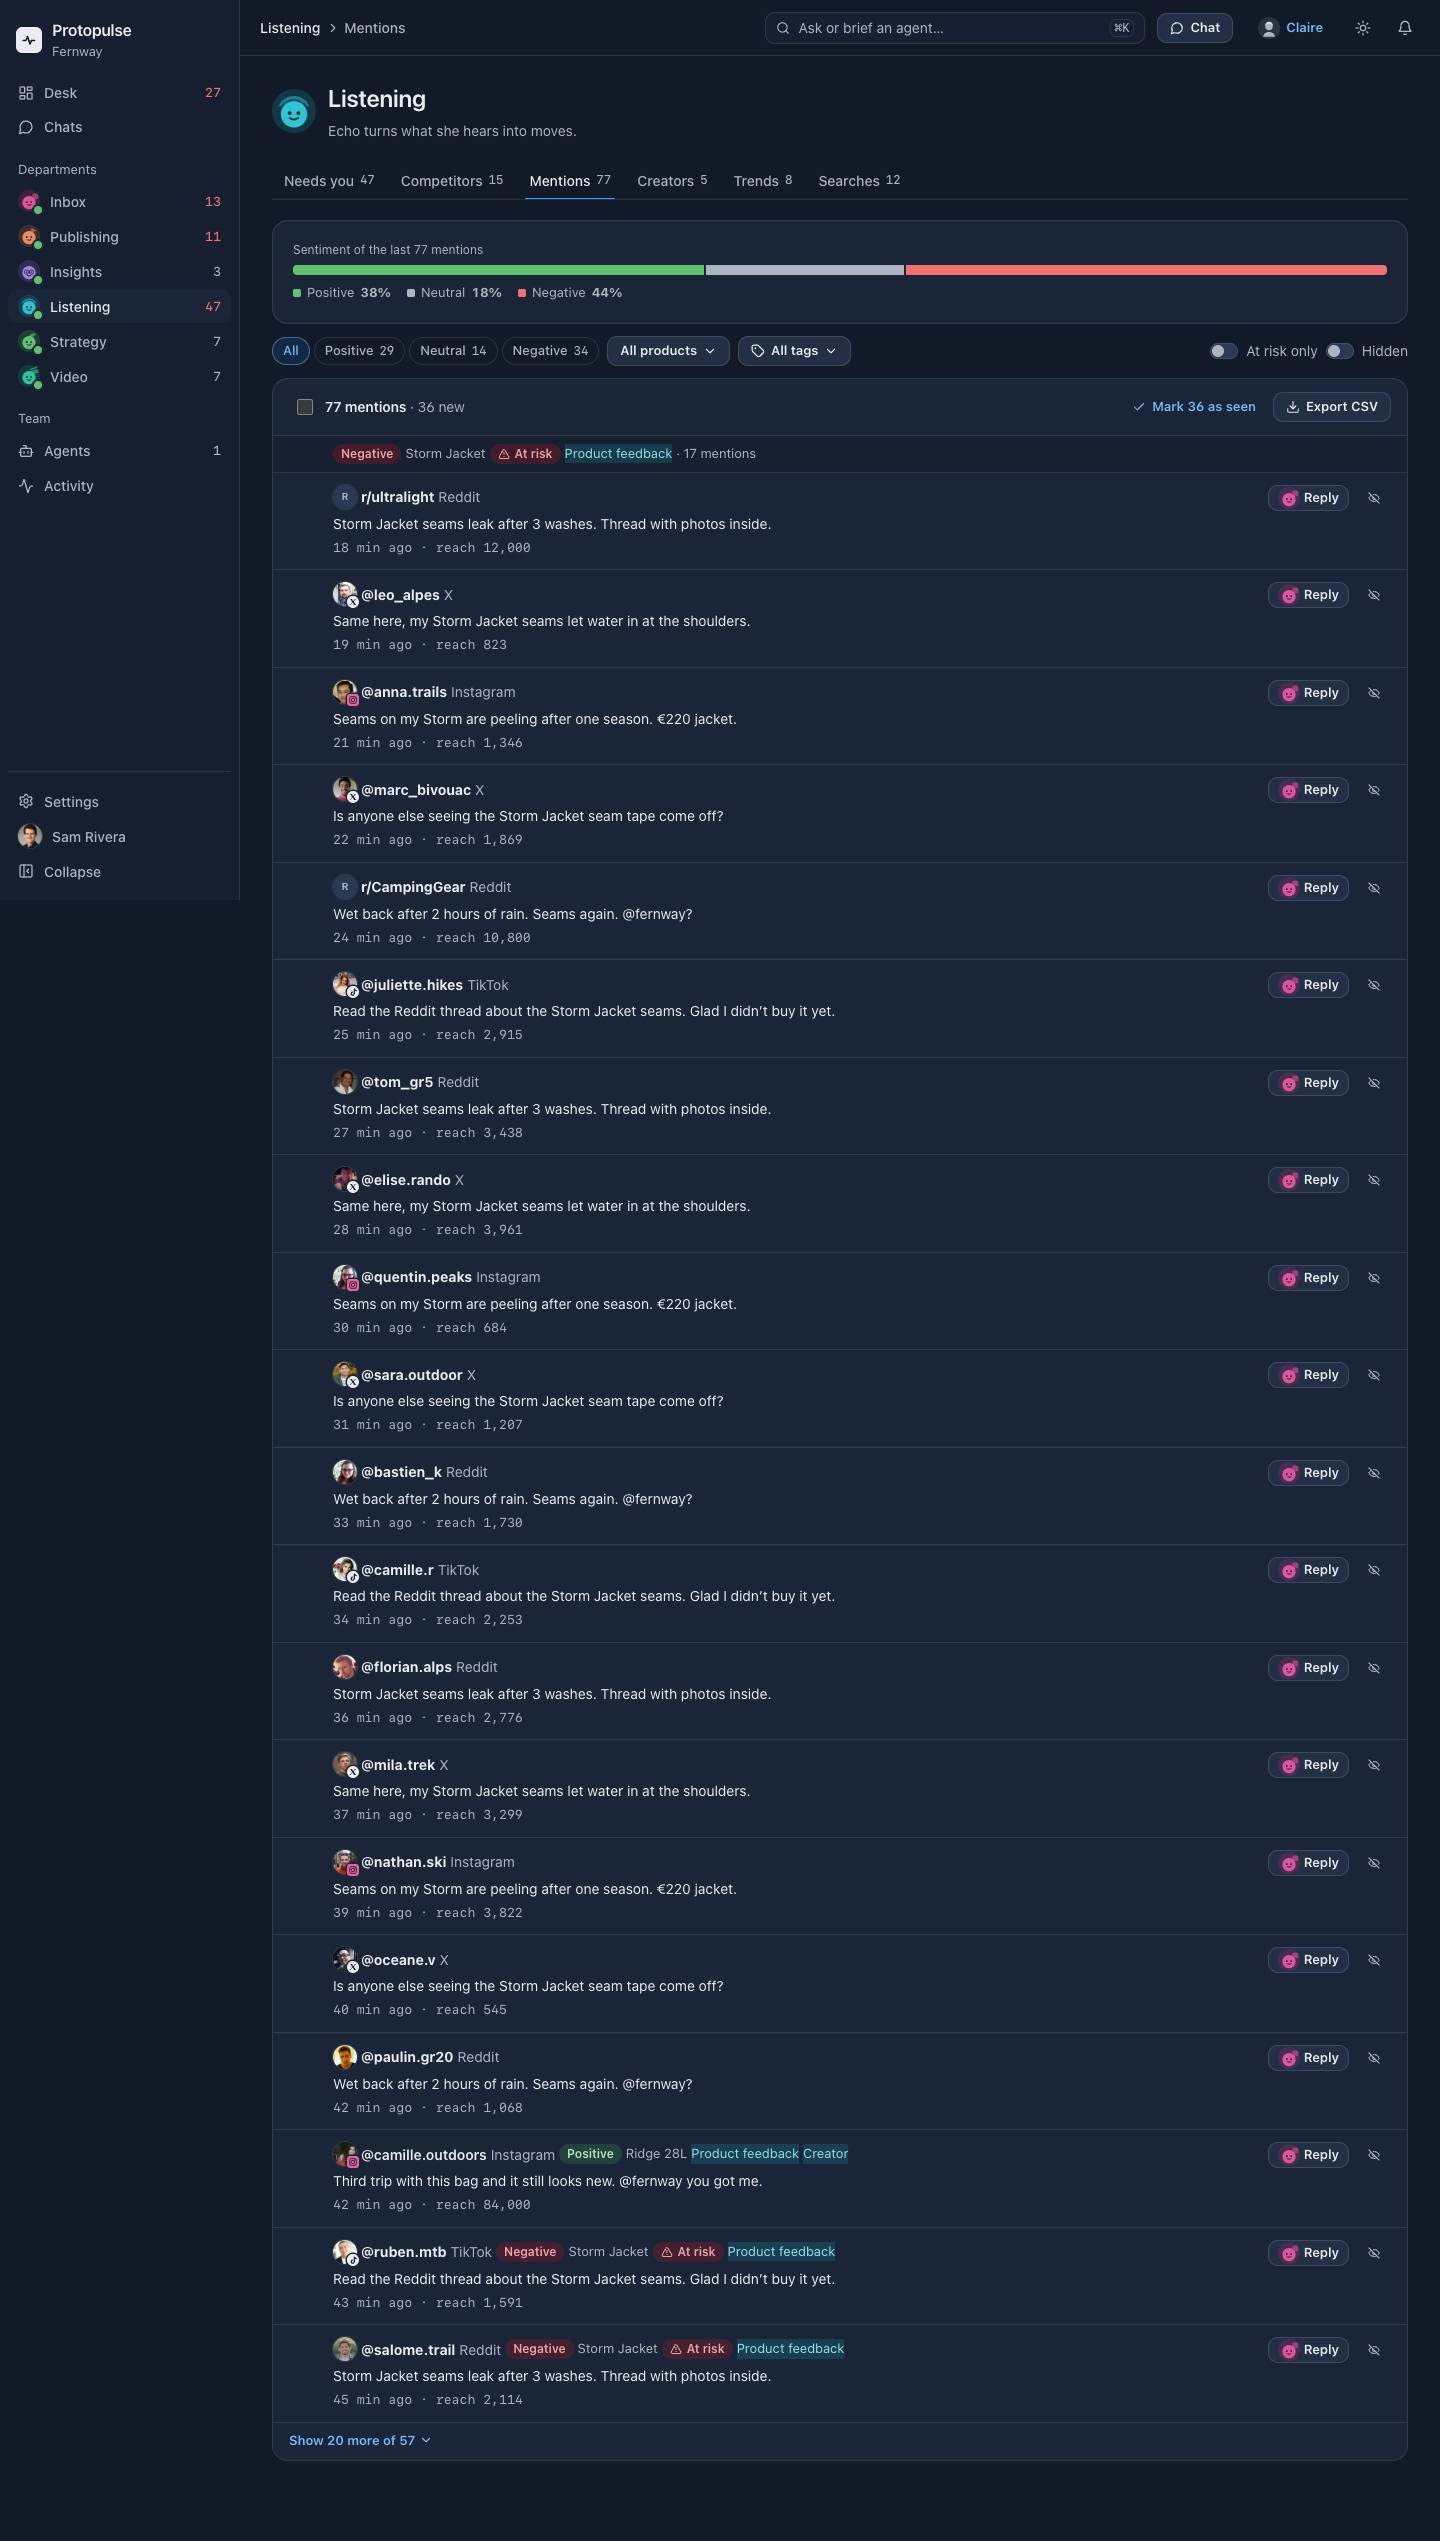 Protopulse
Fernway
Desk 27
Chats
Departments
Inbox 13
Publishing 11
Insights 3
Listening 47
Strategy 7
Video 7
Team
Agents 1
Activity
Settings
Sam Rivera
Collapse
Listening > Mentions
Ask or brief an agent... ⌘K
Chat
Claire
Listening
Echo turns what she hears into moves.
Needs you 47 Competitors 15 Mentions 77 Creators 5 Trends 8 Searches 12
Sentiment of the last 77 mentions
Positive 38% Neutral 18% Negative 44%
All Positive 29 Neutral 14 Negative 34 All products All tags At risk only Hidden
77 mentions · 36 new Mark 36 as seen Export CSV
Negative Storm Jacket At risk Product feedback · 17 mentions
R r/ultralight Reddit Reply
Storm Jacket seams leak after 3 washes. Thread with photos inside.
18 min ago · reach 12,000
@leo_alpes X Reply
Same here, my Storm Jacket seams let water in at the shoulders.
19 min ago · reach 823
@anna.trails Instagram Reply
Seams on my Storm are peeling after one season. €220 jacket.
21 min ago · reach 1,346
@marc_bivouac X Reply
Is anyone else seeing the Storm Jacket seam tape come off?
22 min ago · reach 1,869
R r/CampingGear Reddit Reply
Wet back after 2 hours of rain. Seams again. @fernway?
24 min ago · reach 10,800
@juliette.hikes TikTok Reply
Read the Reddit thread about the Storm Jacket seams. Glad I didn’t buy it yet.
25 min ago · reach 2,915
@tom_gr5 Reddit Reply
Storm Jacket seams leak after 3 washes. Thread with photos inside.
27 min ago · reach 3,438
@elise.rando X Reply
Same here, my Storm Jacket seams let water in at the shoulders.
28 min ago · reach 3,961
@quentin.peaks Instagram Reply
Seams on my Storm are peeling after one season. €220 jacket.
30 min ago · reach 684
@sara.outdoor X Reply
Is anyone else seeing the Storm Jacket seam tape come off?
31 min ago · reach 1,207
@bastien_k Reddit Reply
Wet back after 2 hours of rain. Seams again. @fernway?
33 min ago · reach 1,730
@camille.r TikTok Reply
Read the Reddit thread about the Storm Jacket seams. Glad I didn’t buy it yet.
34 min ago · reach 2,253
@florian.alps Reddit Reply
Storm Jacket seams leak after 3 washes. Thread with photos inside.
36 min ago · reach 2,776
@mila.trek X Reply
Same here, my Storm Jacket seams let water in at the shoulders.
37 min ago · reach 3,299
@nathan.ski Instagram Reply
Seams on my Storm are peeling after one season. €220 jacket.
39 min ago · reach 3,822
@oceane.v X Reply
Is anyone else seeing the Storm Jacket seam tape come off?
40 min ago · reach 545
@paulin.gr20 Reddit Reply
Wet back after 2 hours of rain. Seams again. @fernway?
42 min ago · reach 1,068
@camille.outdoors Instagram Positive Ridge 28L Product feedback Creator Reply
Third trip with this bag and it still looks new. @fernway you got me.
42 min ago · reach 84,000
@ruben.mtb TikTok Negative Storm Jacket At risk Product feedback Reply
Read the Reddit thread about the Storm Jacket seams. Glad I didn’t buy it yet.
43 min ago · reach 1,591
@salome.trail Reddit Negative Storm Jacket At risk Product feedback Reply
Storm Jacket seams leak after 3 washes. Thread with photos inside.
45 min ago · reach 2,114
Show 20 more of 57